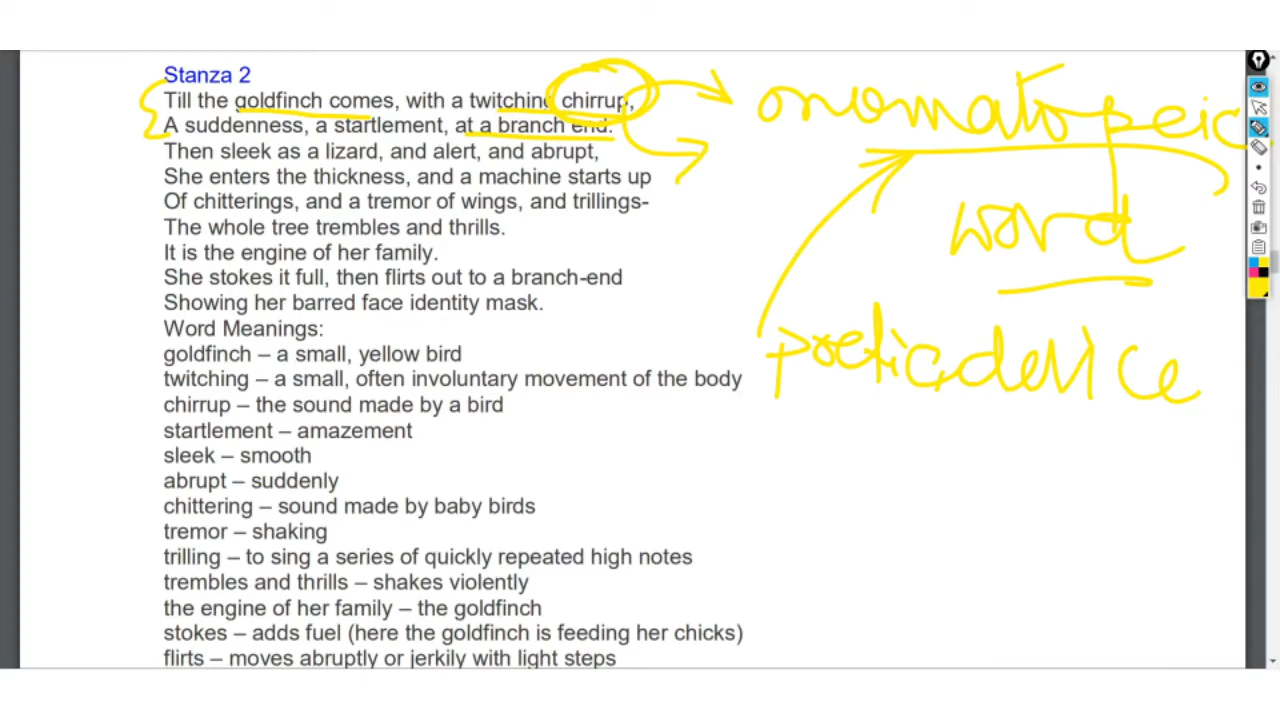 Stanza 2
Till the goldfinch comes, with a twitching chirrup,
A suddenness, a startlement, at a branch end.
Then sleek as a lizard, and alert, and abrupt,
She enters the thickness, and a machine starts up
Of chitterings, and a tremor of wings, and trillings-
The whole tree trembles and thrills.
It is the engine of her family.
She stokes it full, then flirts out to a branch-end
Showing her barred face identity mask.
Word Meanings:
goldfinch – a small, yellow bird
twitching – a small, often involuntary movement of the body
chirrup – the sound made by a bird
startlement – amazement
sleek – smooth
abrupt – suddenly
chittering – sound made by baby birds
tremor – shaking
trilling – to sing a series of quickly repeated high notes
trembles and thrills – shakes violently
the engine of her family – the goldfinch
stokes – adds fuel (here the goldfinch is feeding her chicks)
flirts – moves abruptly or jerkily with light steps
onomatopeic
word
poetic device